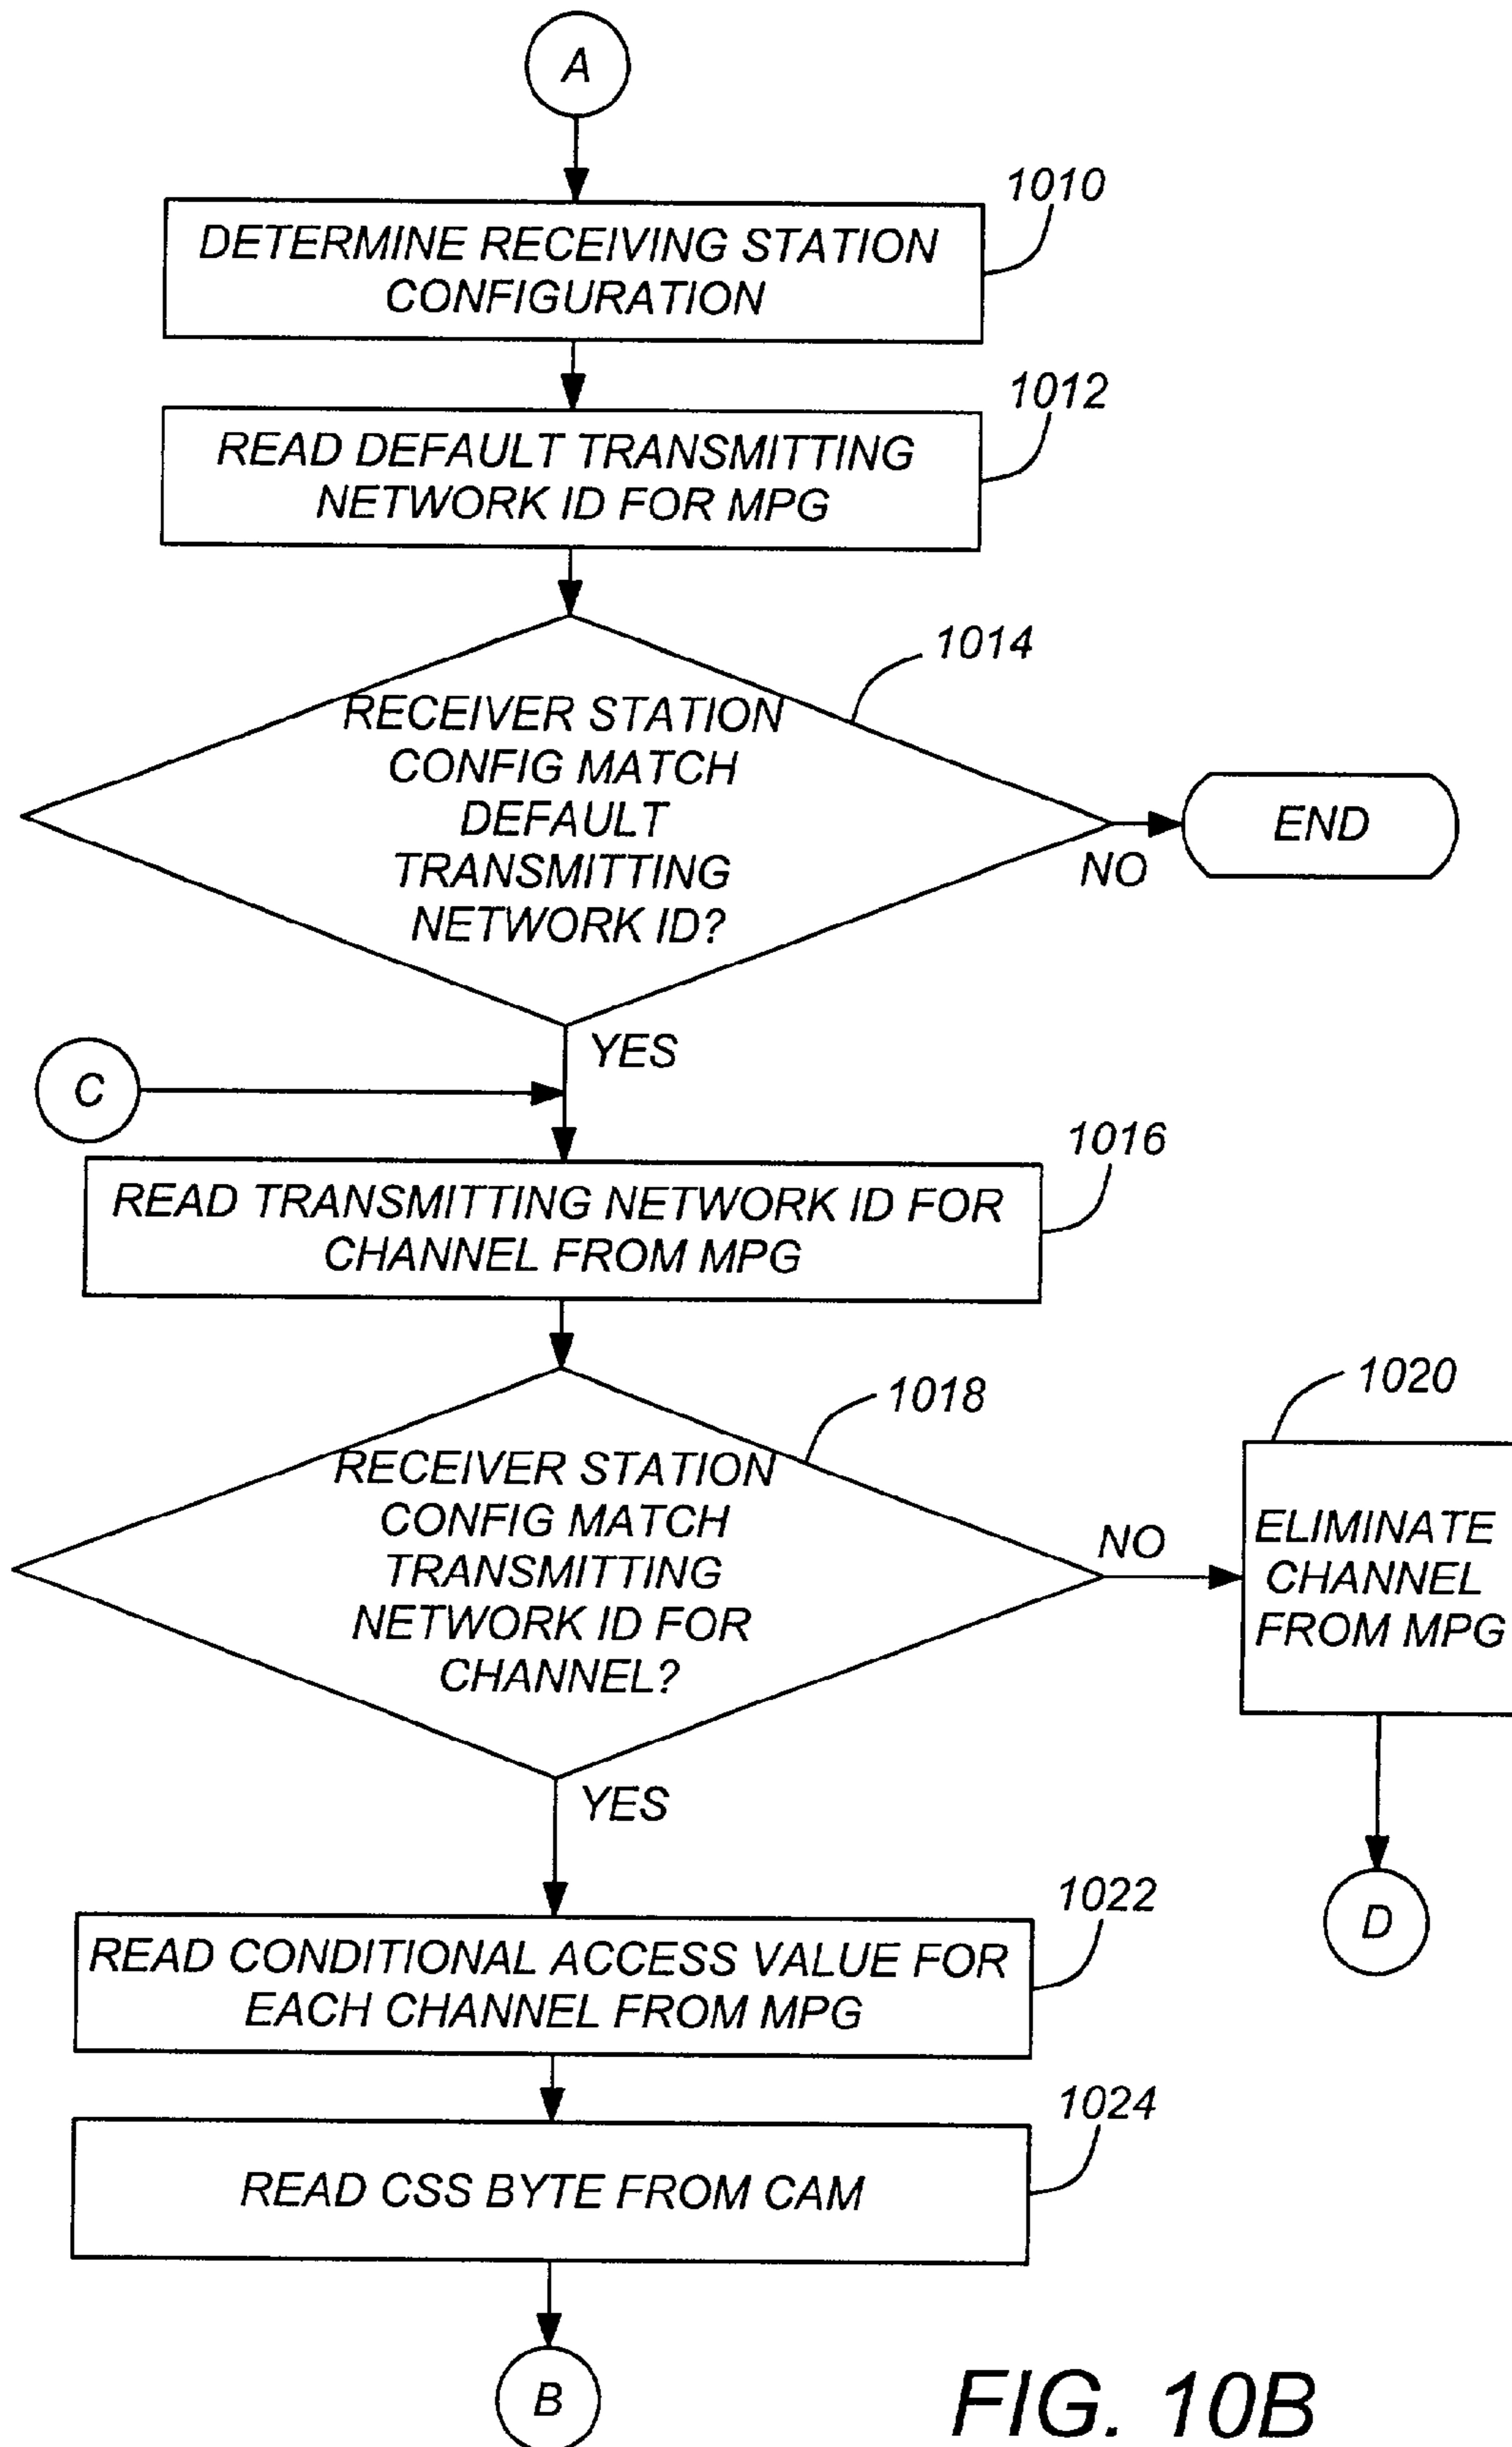 A
1010
DETERMINE RECEIVING STATION
CONFIGURATION
1012
READ DEFAULT TRANSMITTING
NETWORK ID FOR MPG
1014
RECEIVER STATION
CONFIG MATCH
DEFAULT
TRANSMITTING
NETWORK ID?
NO
END
YES
C
1016
READ TRANSMITTING NETWORK ID FOR
CHANNEL FROM MPG
1018
RECEIVER STATION
CONFIG MATCH
TRANSMITTING
NETWORK ID FOR
CHANNEL?
NO
1020
ELIMINATE
CHANNEL
FROM MPG
D
YES
1022
READ CONDITIONAL ACCESS VALUE FOR
EACH CHANNEL FROM MPG
1024
READ CSS BYTE FROM CAM
B
FIG. 10B